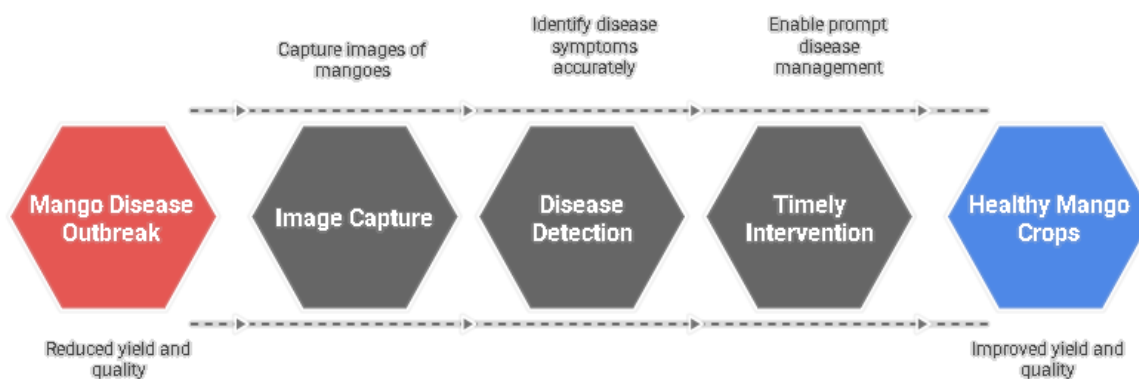 Capture images of
mangoes
Identify disease
symptoms
accurately
Enable prompt
disease
management
Mango Disease
Outbreak
Image Capture
Disease
Detection
Timely
Intervention
Healthy Mango
Crops
Reduced yield and
quality
Improved yield and
quality